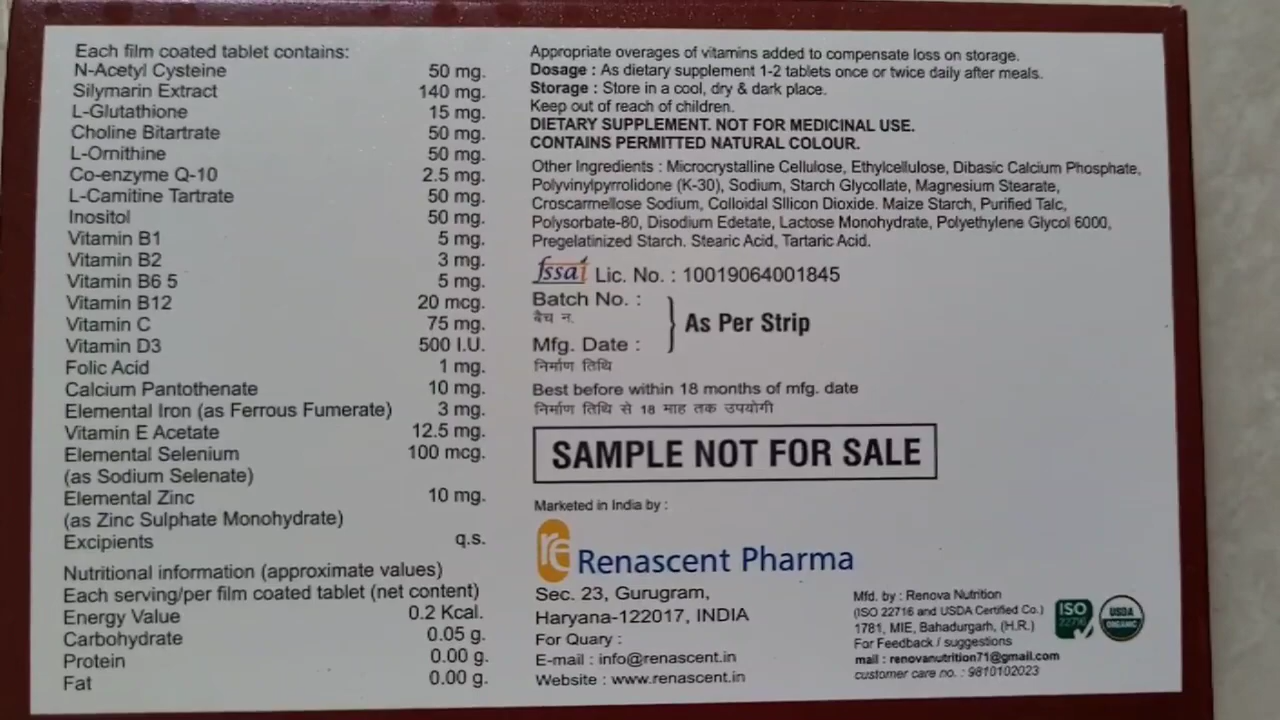 Each film coated tablet contains:
N-Acetyl Cysteine 50 mg.
Silymarin Extract 140 mg.
L-Glutathione 15 mg.
Choline Bitartrate 50 mg.
L-Ornithine 50 mg.
Co-enzyme Q-10 2.5 mg.
L-Camitine Tartrate 50 mg.
Inositol 50 mg.
Vitamin B1 5 mg.
Vitamin B2 3 mg.
Vitamin B6 5 5 mg.
Vitamin B12 20 mcg.
Vitamin C 75 mg.
Vitamin D3 500 I.U.
Folic Acid 1 mg.
Calcium Pantothenate 10 mg.
Elemental Iron (as Ferrous Fumerate) 3 mg.
Vitamin E Acetate 12.5 mg.
Elemental Selenium 100 mcg.
(as Sodium Selenate)
Elemental Zinc 10 mg.
(as Zinc Sulphate Monohydrate)
Excipients q.s.
Nutritional information (approximate values)
Each serving/per film coated tablet (net content)
Energy Value 0.2 Kcal.
Carbohydrate 0.05 g.
Protein 0.00 g.
Fat 0.00 g.
Appropriate overages of vitamins added to compensate loss on storage.
Dosage : As dietary supplement 1-2 tablets once or twice daily after meals.
Storage : Store in a cool, dry & dark place.
Keep out of reach of children.
DIETARY SUPPLEMENT. NOT FOR MEDICINAL USE.
CONTAINS PERMITTED NATURAL COLOUR.
Other Ingredients : Microcrystalline Cellulose, Ethylcellulose, Dibasic Calcium Phosphate,
Polyvinylpyrrolidone (K-30), Sodium, Starch Glycollate, Magnesium Stearate,
Croscarmellose Sodium, Colloidal SIlicon Dioxide. Maize Starch, Purified Talc,
Polysorbate-80, Disodium Edetate, Lactose Monohydrate, Polyethylene Glycol 6000,
Pregelatinized Starch. Stearic Acid, Tartaric Acid.
fssai Lic. No. : 10019064001845
Batch No. :
बैच न.
As Per Strip
Mfg. Date :
निर्माण तिथि
Best before within 18 months of mfg. date
निर्माण तिथि से 18 माह तक उपयोगी
SAMPLE NOT FOR SALE
Marketed in India by :
re Renascent Pharma
Sec. 23, Gurugram,
Haryana-122017, INDIA
For Quary :
E-mail : info@renascent.in
Website : www.renascent.in
Mfd. by : Renova Nutrition
(ISO 22716 and USDA Certified Co.)
1781, MIE, Bahadurgarh, (H.R.)
For Feedback / suggestions
mail : renovanutrition71@gmail.com
customer care no. : 9810102023
ISO
22716
USDA
ORGANIC